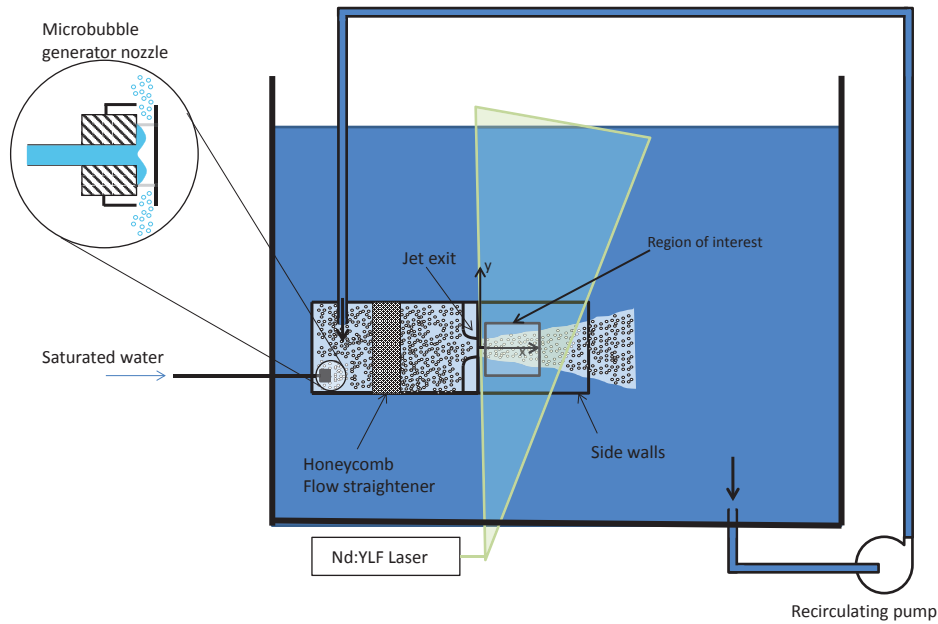 Microbubble
generator nozzle
Jet exit
y
Region of interest
x
Saturated water
Honeycomb
Flow straightener
Side walls
Nd:YLF Laser
Recirculating pump